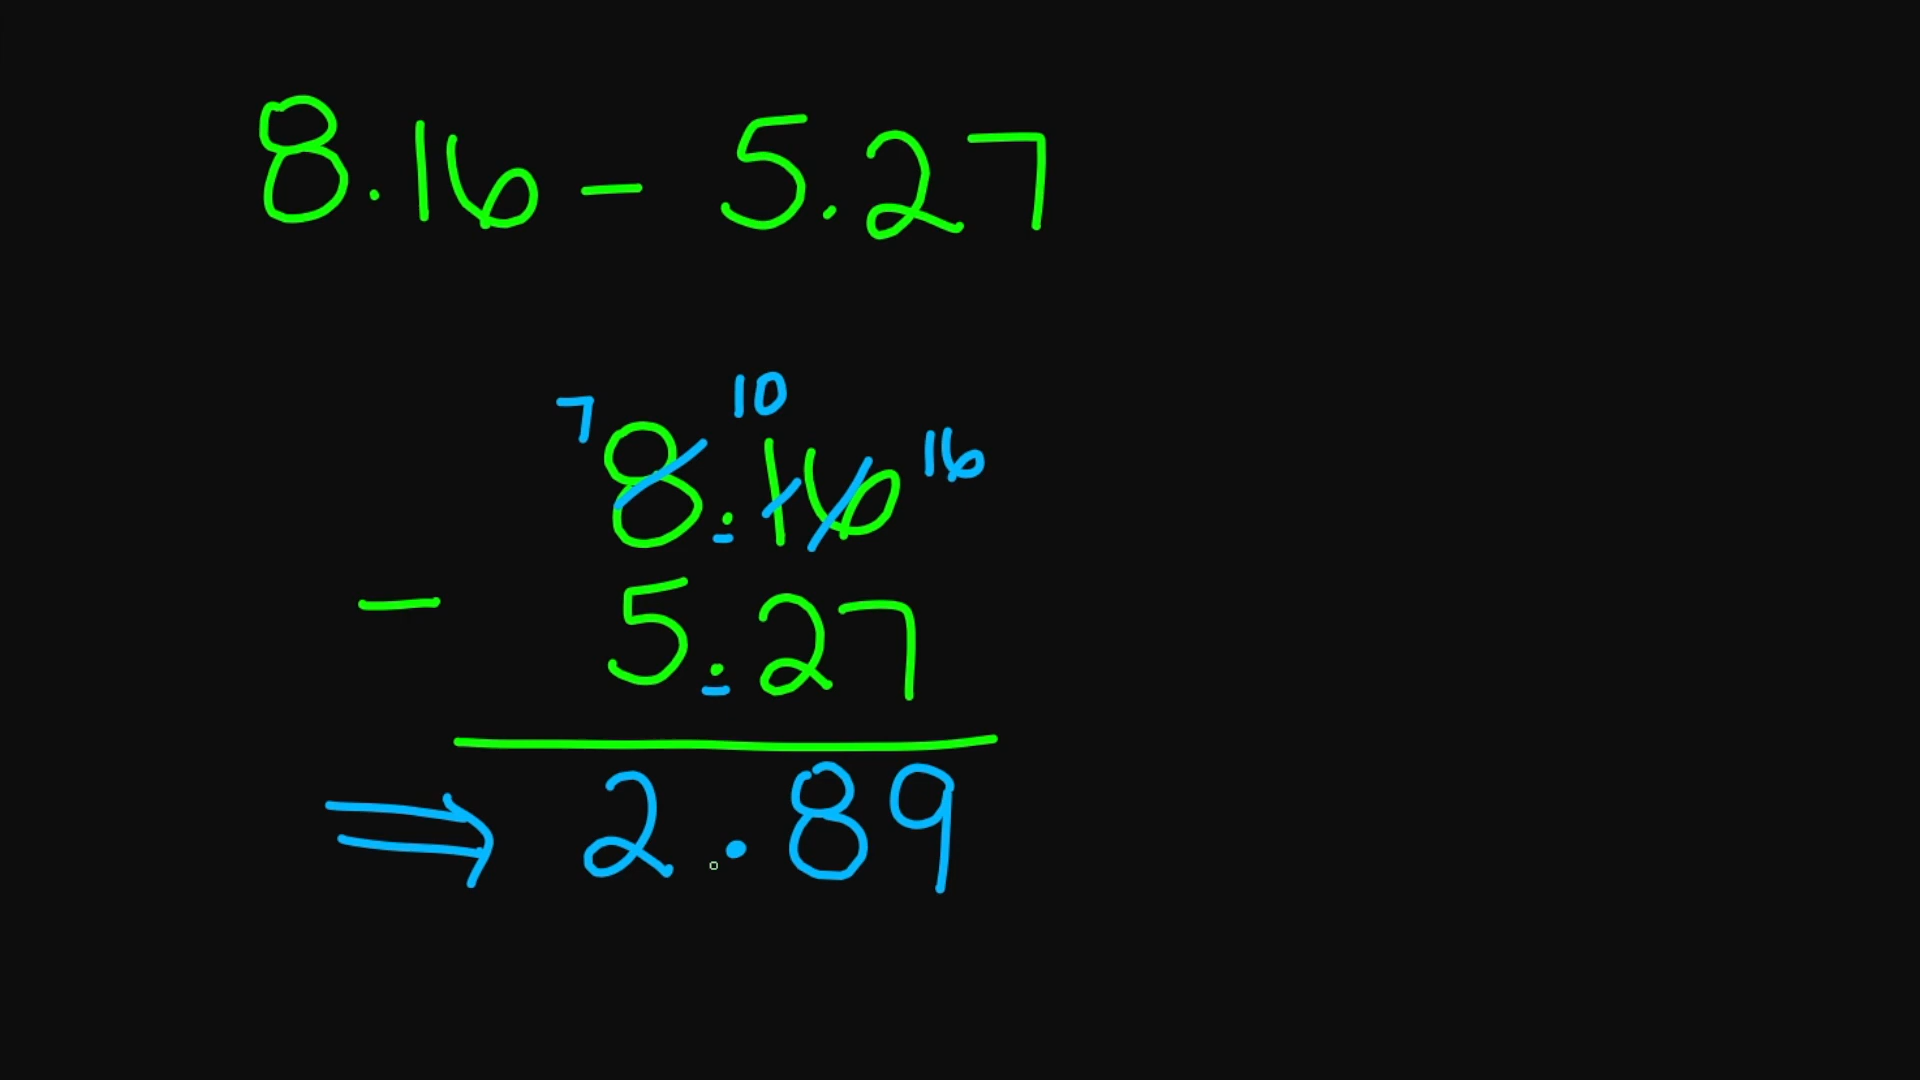 8.16 - 5.27
7 10 16
8.16
- 5.27
⇒ 2.89